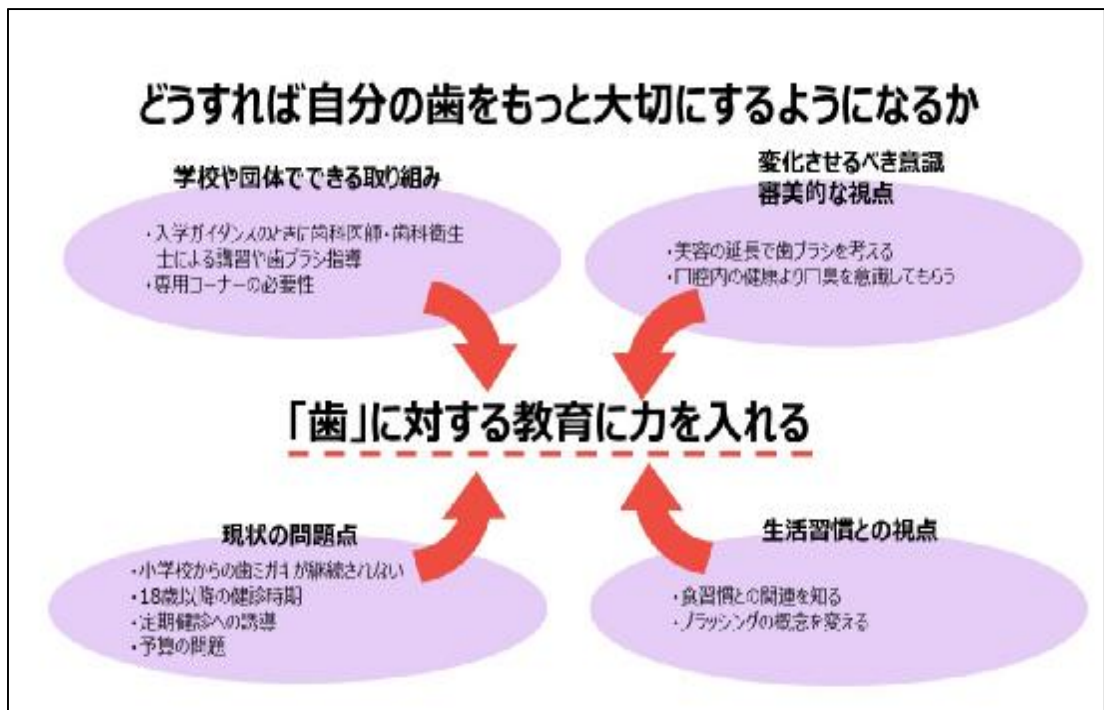 どうすれば自分の歯をもっと大切にするようになるか
学校や団体でできる取り組み
・入学ガイダンスのときに歯科医師・歯科衛生
士による講習や歯ブラシ指導
・専用コーナーの必要性
変化させるべき意識
審美的な視点
・美容の延長で歯ブラシを考える
・口腔内の健康より口臭を意識してもらう
「歯」に対する教育に力を入れる
現状の問題点
・小学校からの歯ミガキが継続されない
・18歳以降の健診時期
・定期健診への誘導
・予算の問題
生活習慣との視点
・食習慣との関連を知る
・ブラッシングの概念を変える